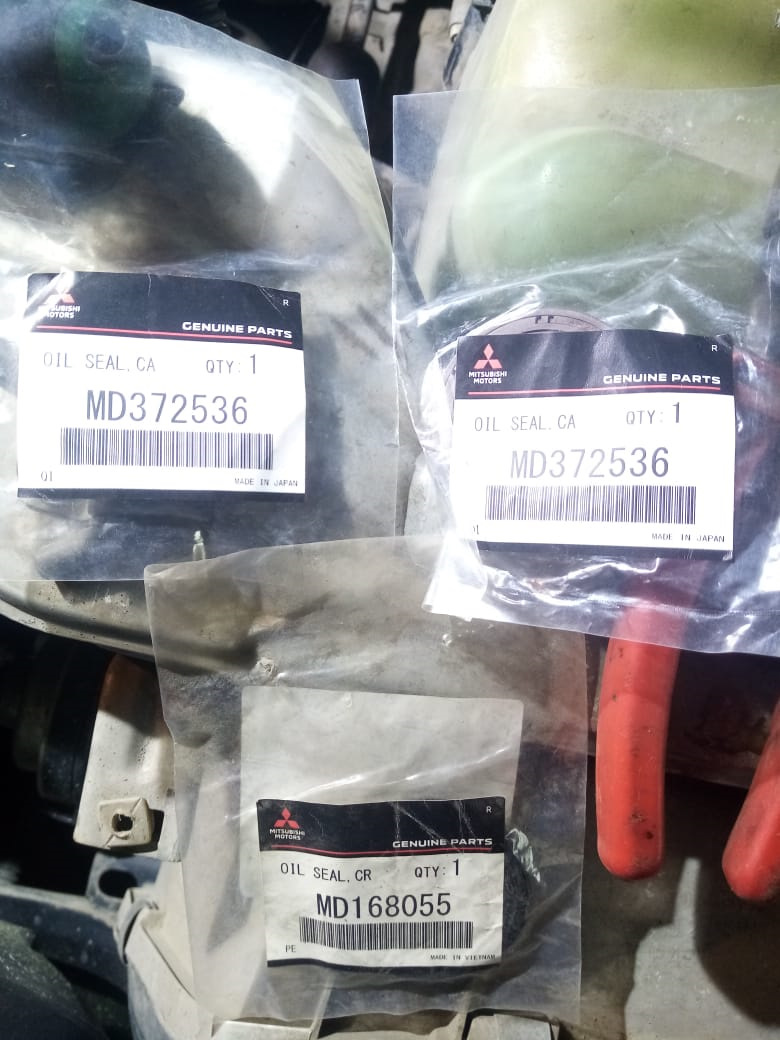 MITSUBISHI
MOTORS
R
GENUINE PARTS
OIL SEAL,CA QTY: 1
MD372536
QI
MADE IN JAPAN
MITSUBISHI
MOTORS
R
GENUINE PARTS
OIL SEAL,CA QTY: 1
MD372536
MADE IN JAPAN
MITSUBISHI
MOTORS
R
GENUINE PARTS
OIL SEAL,CR QTY: 1
MD168055
PE
MADE IN VIETNAM